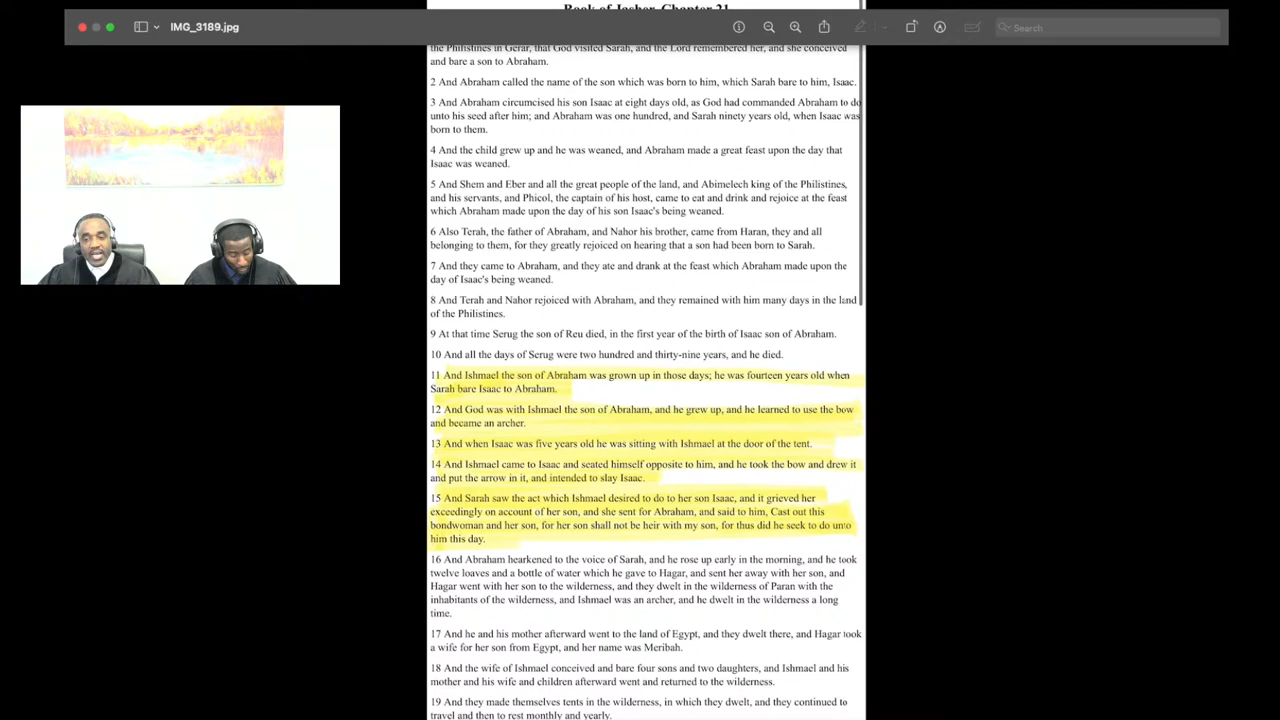 Book of Jasher, Chapter 21
IMG_3189.jpg
Search
the Philistines in Gerar, that God visited Sarah, and the Lord remembered her, and she conceived
and bare a son to Abraham.
2 And Abraham called the name of the son which was born to him, which Sarah bare to him, Isaac.
3 And Abraham circumcised his son Isaac at eight days old, as God had commanded Abraham to do
unto his seed after him; and Abraham was one hundred, and Sarah ninety years old, when Isaac was
born to them.
4 And the child grew up and he was weaned, and Abraham made a great feast upon the day that
Isaac was weaned.
5 And Shem and Eber and all the great people of the land, and Abimelech king of the Philistines,
and his servants, and Phicol, the captain of his host, came to eat and drink and rejoice at the feast
which Abraham made upon the day of his son Isaac's being weaned.
6 Also Terah, the father of Abraham, and Nahor his brother, came from Haran, they and all
belonging to them, for they greatly rejoiced on hearing that a son had been born to Sarah.
7 And they came to Abraham, and they ate and drank at the feast which Abraham made upon the
day of Isaac's being weaned.
8 And Terah and Nahor rejoiced with Abraham, and they remained with him many days in the land
of the Philistines.
9 At that time Serug the son of Reu died, in the first year of the birth of Isaac son of Abraham.
10 And all the days of Serug were two hundred and thirty-nine years, and he died.
11 And Ishmael the son of Abraham was grown up in those days; he was fourteen years old when
Sarah bare Isaac to Abraham.
12 And God was with Ishmael the son of Abraham, and he grew up, and he learned to use the bow
and became an archer.
13 And when Isaac was five years old he was sitting with Ishmael at the door of the tent.
14 And Ishmael came to Isaac and seated himself opposite to him, and he took the bow and drew it
and put the arrow in it, and intended to slay Isaac.
15 And Sarah saw the act which Ishmael desired to do to her son Isaac, and it grieved her
exceedingly on account of her son, and she sent for Abraham, and said to him, Cast out this
bondwoman and her son, for her son shall not be heir with my son, for thus did he seek to do unto
him this day.
16 And Abraham hearkened to the voice of Sarah, and he rose up early in the morning, and he took
twelve loaves and a bottle of water which he gave to Hagar, and sent her away with her son, and
Hagar went with her son to the wilderness, and they dwelt in the wilderness of Paran with the
inhabitants of the wilderness, and Ishmael was an archer, and he dwelt in the wilderness a long
time.
17 And he and his mother afterward went to the land of Egypt, and they dwelt there, and Hagar took
a wife for her son from Egypt, and her name was Meribah.
18 And the wife of Ishmael conceived and bare four sons and two daughters, and Ishmael and his
mother and his wife and children afterward went and returned to the wilderness.
19 And they made themselves tents in the wilderness, in which they dwelt, and they continued to
travel and then to rest monthly and yearly.